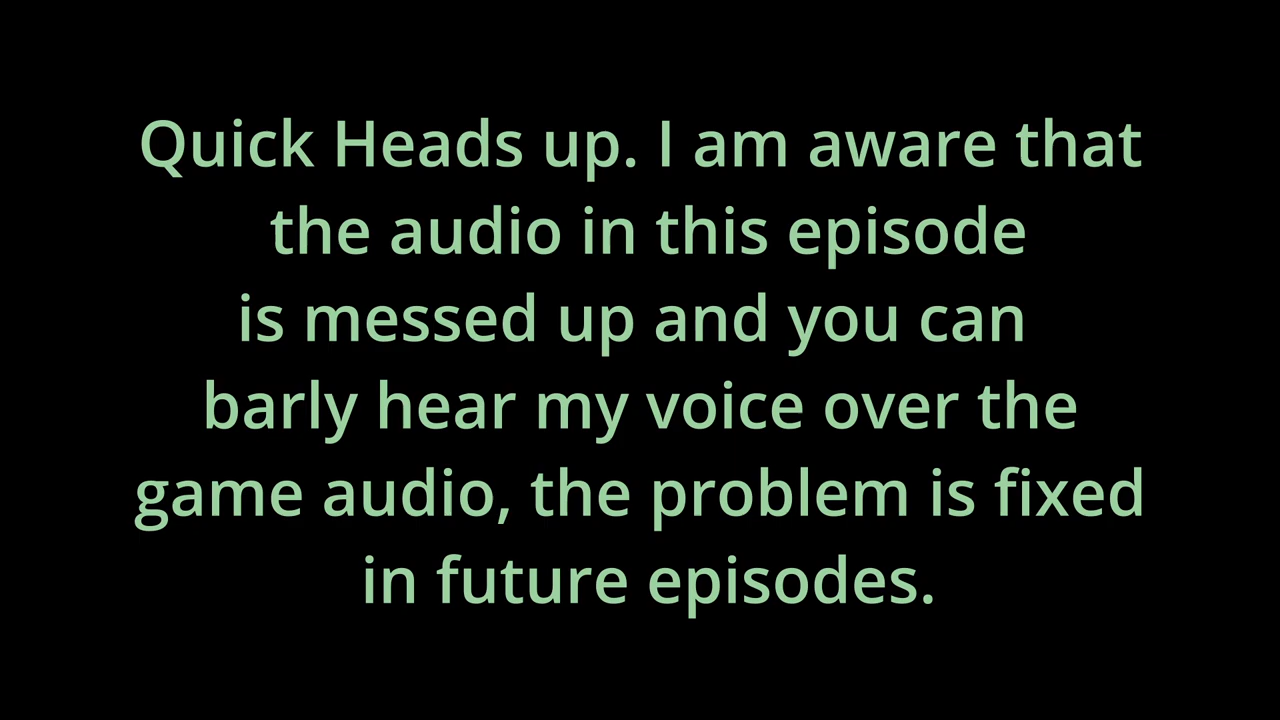 Quick Heads up. I am aware that
the audio in this episode
is messed up and you can
barly hear my voice over the
game audio, the problem is fixed
in future episodes.